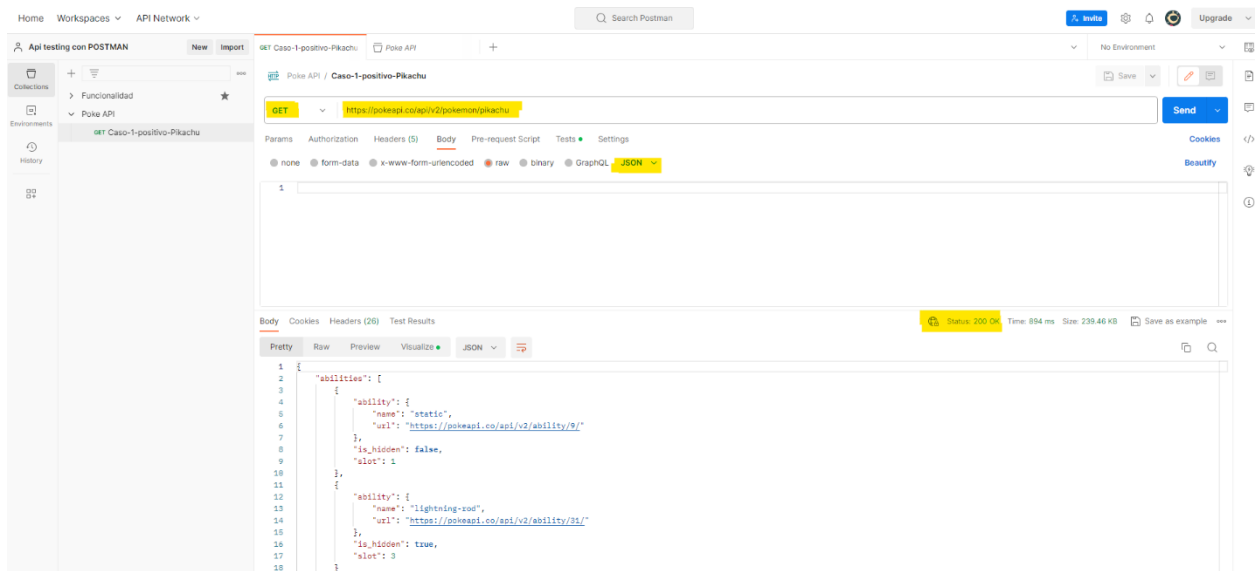 Home Workspaces API Network Search Postman Invite Upgrade
Api testing con POSTMAN New Import GET Caso-1-positivo-Pikachu Poke API + No Environment
Collections
Environments
History
Funcionalidad
Poke API
GET Caso-1-positivo-Pikachu
HTTP Poke API / Caso-1-positivo-Pikachu Save
GET https://pokeapi.co/api/v2/pokemon/pikachu Send
Params Authorization Headers (5) Body Pre-request Script Tests Settings Cookies
none form-data x-www-form-urlencoded raw binary GraphQL JSON Beautify
1
Body Cookies Headers (26) Test Results Status: 200 OK Time: 894 ms Size: 239.46 KB Save as example
Pretty Raw Preview Visualize JSON
1 {
2 "abilities": [
3 {
4 "ability": {
5 "name": "static",
6 "url": "https://pokeapi.co/api/v2/ability/9/"
7 },
8 "is_hidden": false,
9 "slot": 1
10 },
11 {
12 "ability": {
13 "name": "lightning-rod",
14 "url": "https://pokeapi.co/api/v2/ability/31/"
15 },
16 "is_hidden": true,
17 "slot": 3
18 }